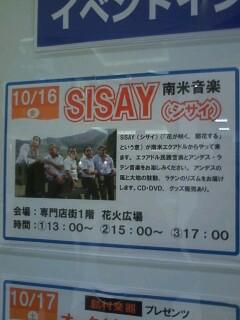 イベントイン
10/16
金
SISAY
南米音楽
(シサイ)
SISAY(シサイ)(「花が咲く、開花する」
という意)が南米エクアドルからやって来
ます。エクアドル民族音楽とアンデス・ラ
テン音楽をお楽しみください。アンデスの
風と大地の鼓動、ラテンのリズムをお届け
します。CD・DVD、グッズ販売あり。
会場：専門店街1階 花火広場
時間：①13：00～ ②15：00～ ③17：00
10/17
土
プレゼンツ